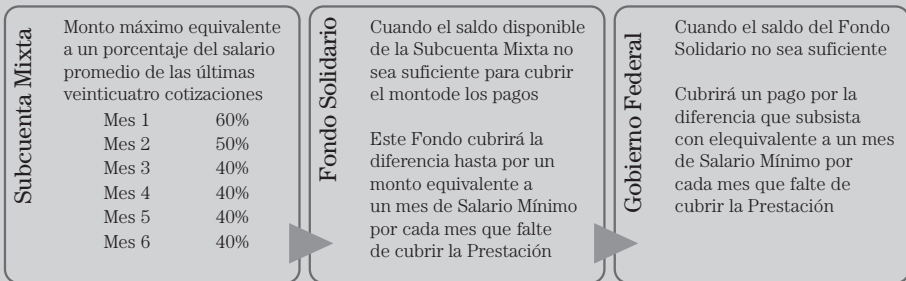 Subcuenta Mixta
Monto máximo equivalente
a un porcentaje del salario
promedio de las últimas
veinticuatro cotizaciones
Mes 1 60%
Mes 2 50%
Mes 3 40%
Mes 4 40%
Mes 5 40%
Mes 6 40%
Fondo Solidario
Cuando el saldo disponible
de la Subcuenta Mixta no
sea suficiente para cubrir
el montode los pagos
Este Fondo cubrirá la
diferencia hasta por un
monto equivalente a
un mes de Salario Mínimo
por cada mes que falte
de cubrir la Prestación
Gobierno Federal
Cuando el saldo del Fondo
Solidario no sea suficiente
Cubrirá un pago por la
diferencia que subsista
con elequivalente a un mes
de Salario Mínimo por
cada mes que falte de
cubrir la Prestación